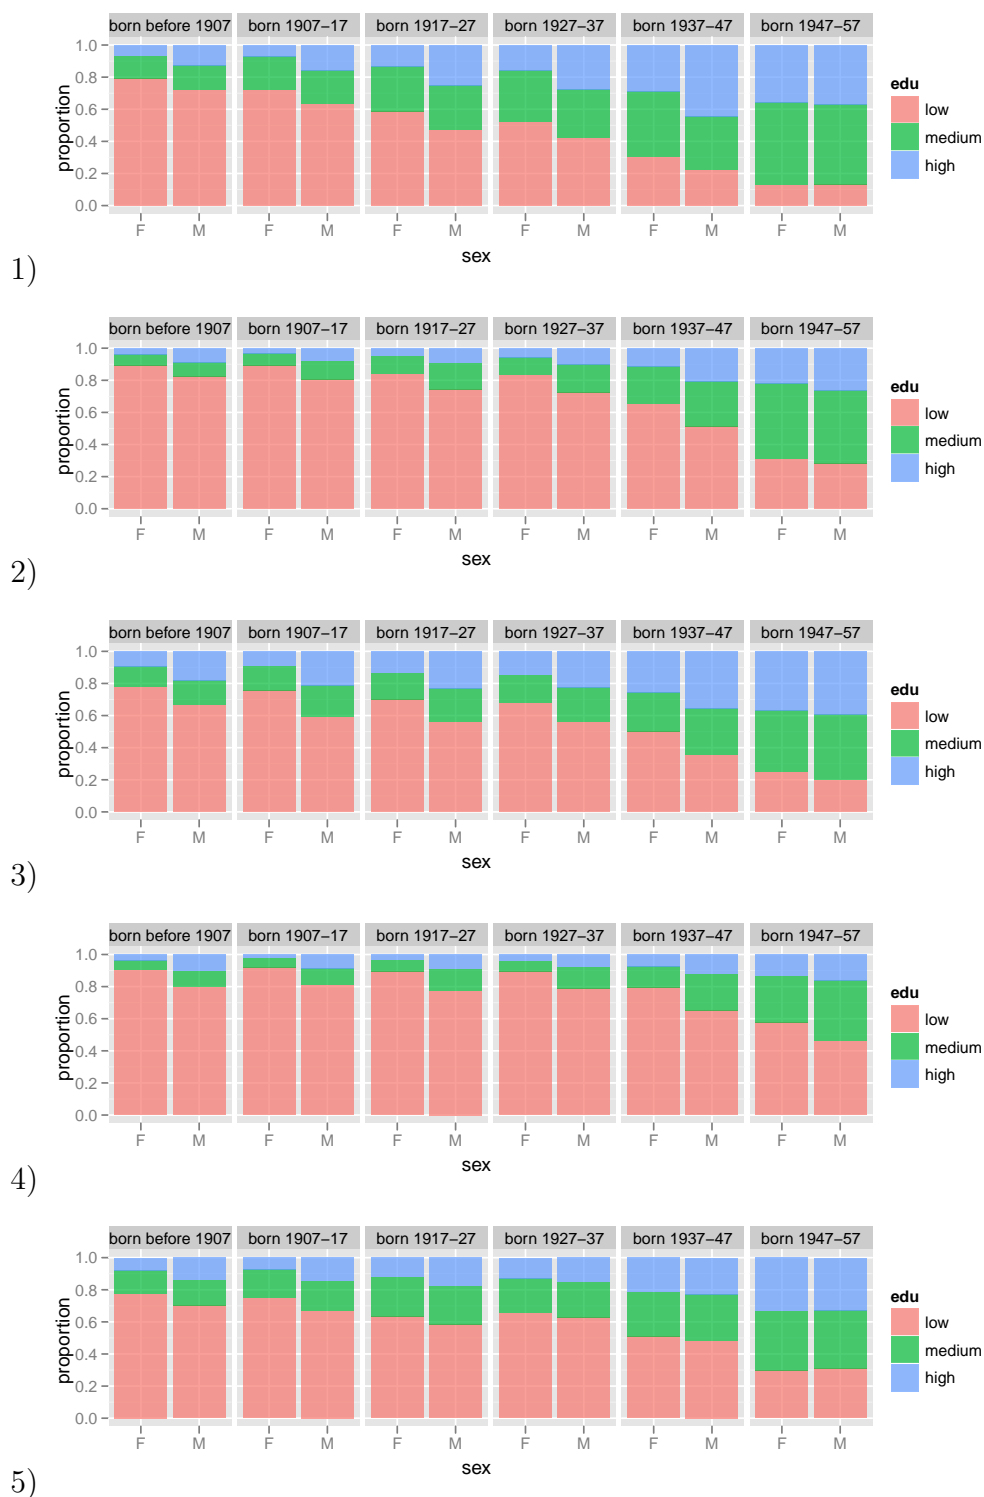 born before 1907 born 1907–17 born 1917–27 born 1927–37 born 1937–47 born 1947–57
1.0
0.8
0.6
0.4
0.2
0.0
proportion
edu
low
medium
high
F M F M F M F M F M F M
sex
1)
born before 1907 born 1907–17 born 1917–27 born 1927–37 born 1937–47 born 1947–57
1.0
0.8
0.6
0.4
0.2
0.0
proportion
edu
low
medium
high
F M F M F M F M F M F M
sex
2)
born before 1907 born 1907–17 born 1917–27 born 1927–37 born 1937–47 born 1947–57
1.0
0.8
0.6
0.4
0.2
0.0
proportion
edu
low
medium
high
F M F M F M F M F M F M
sex
3)
born before 1907 born 1907–17 born 1917–27 born 1927–37 born 1937–47 born 1947–57
1.0
0.8
0.6
0.4
0.2
0.0
proportion
edu
low
medium
high
F M F M F M F M F M F M
sex
4)
born before 1907 born 1907–17 born 1917–27 born 1927–37 born 1937–47 born 1947–57
1.0
0.8
0.6
0.4
0.2
0.0
proportion
edu
low
medium
high
F M F M F M F M F M F M
sex
5)